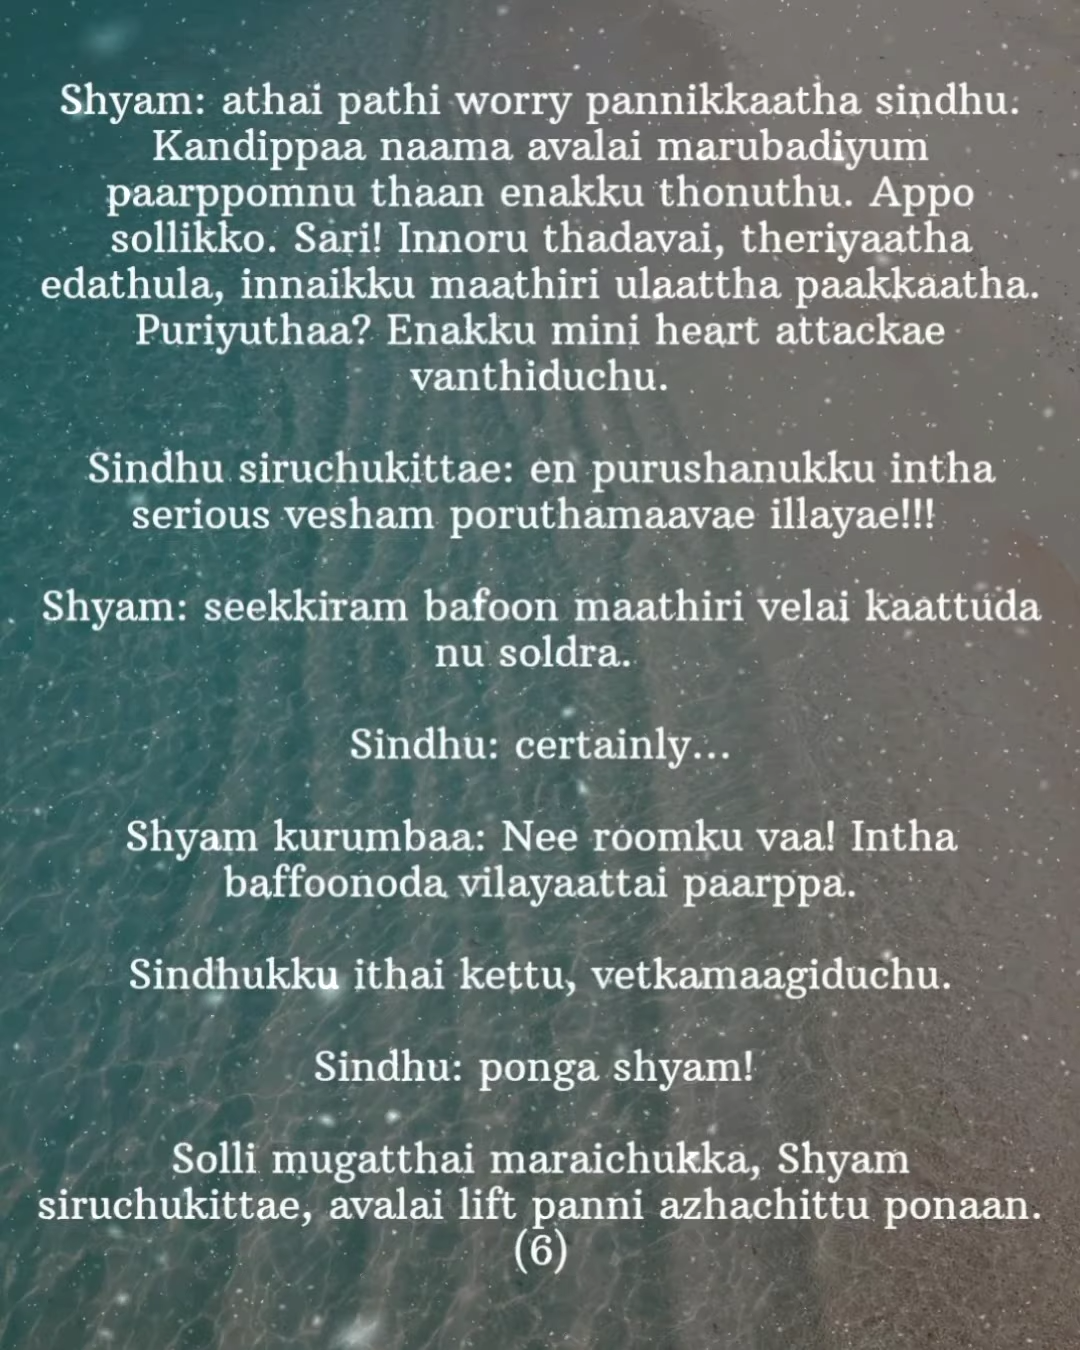 Shyam: athai pathi worry pannikkaatha sindhu.
Kandippaa naama avalai marubadiyum
paarppomnu thaan enakku thonuthu. Appo
sollikko. Sari! Innoru thadavai, theriyaatha
edathula, innaikku maathiri ulaattha paakkaatha.
Puriyuthaa? Enakku mini heart attackae
vanthiduchu.
Sindhu siruchukittae: en purushanukku intha
serious vesham poruthamaavae illayae!!!
Shyam: seekkiram bafoon maathiri velai kaattuda
nu soldra.
Sindhu: certainly...
Shyam kurumbaa: Nee roomku vaa! Intha
baffoonoda vilayaattai paarppa.
Sindhukku ithai kettu, vetkamaagiduchu.
Sindhu: ponga shyam!
Solli mugatthai maraichukka, Shyam
siruchukittae, avalai lift panni azhachittu ponaan.
(6)